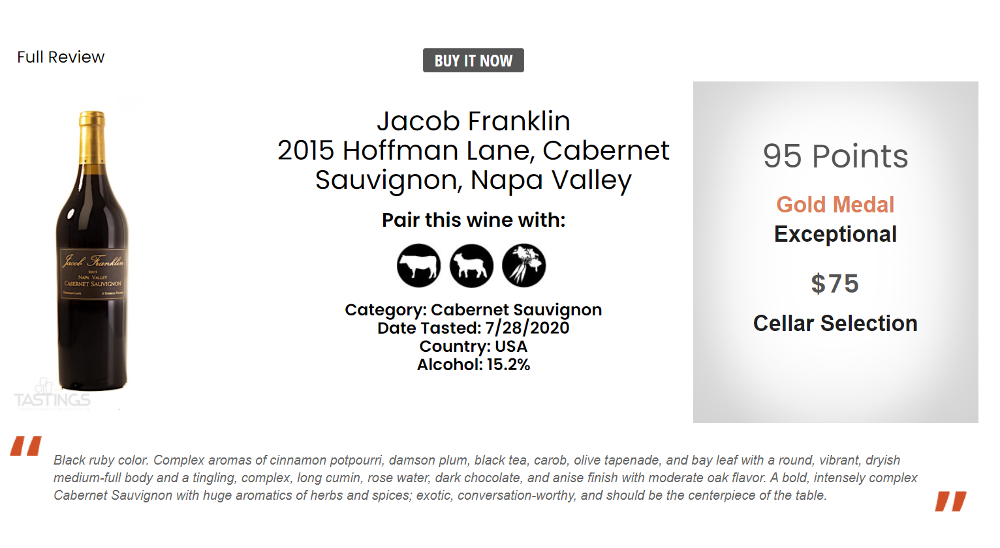 Full Review
BUY IT NOW
Jacob Franklin
2015 Hoffman Lane, Cabernet
Sauvignon, Napa Valley
Pair this wine with:
Category: Cabernet Sauvignon
Date Tasted: 7/28/2020
Country: USA
Alcohol: 15.2%
95 Points
Gold Medal
Exceptional
$75
Cellar Selection
Jacob Franklin
2015
NAPA VALLEY
CABERNET SAUVIGNON
HOFFMAN LANE
TASTINGS
“
Black ruby color. Complex aromas of cinnamon potpourri, damson plum, black tea, carob, olive tapenade, and bay leaf with a round, vibrant, dryish
medium-full body and a tingling, complex, long cumin, rose water, dark chocolate, and anise finish with moderate oak flavor. A bold, intensely complex
Cabernet Sauvignon with huge aromatics of herbs and spices; exotic, conversation-worthy, and should be the centerpiece of the table.
”